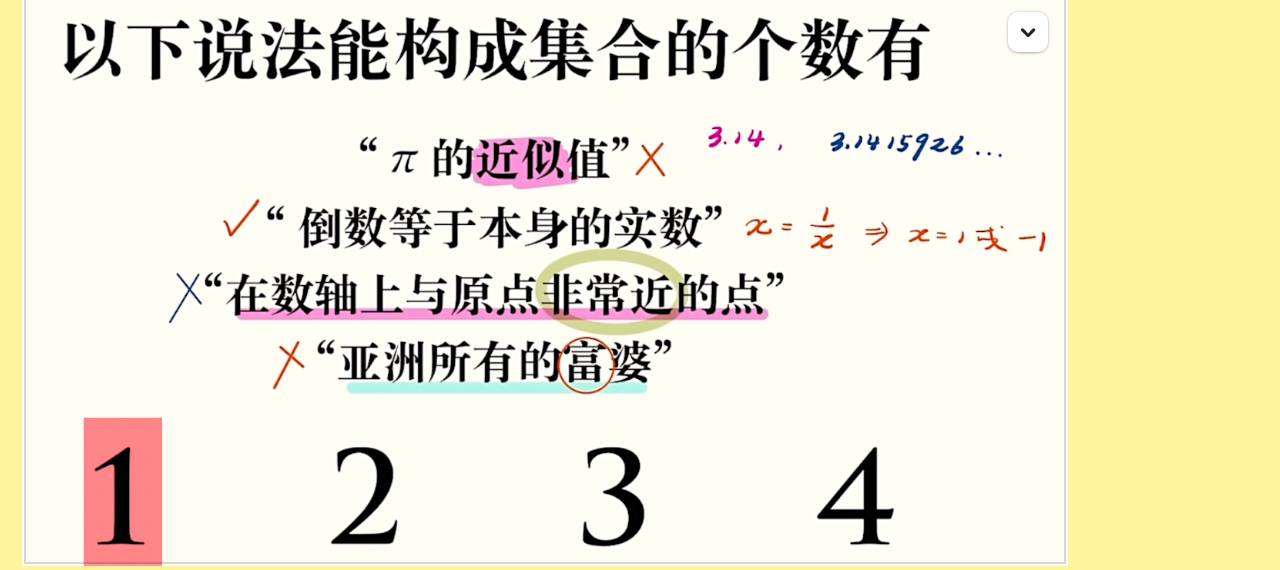 以下说法能构成集合的个数有
“π 的近似值”× 3.14, 3.1415926...
✓“倒数等于本身的实数” x = 1/x ⇒ x = 1 或 -1
×“在数轴上与原点非常近的点”
×“亚洲所有的富婆”
1 2 3 4